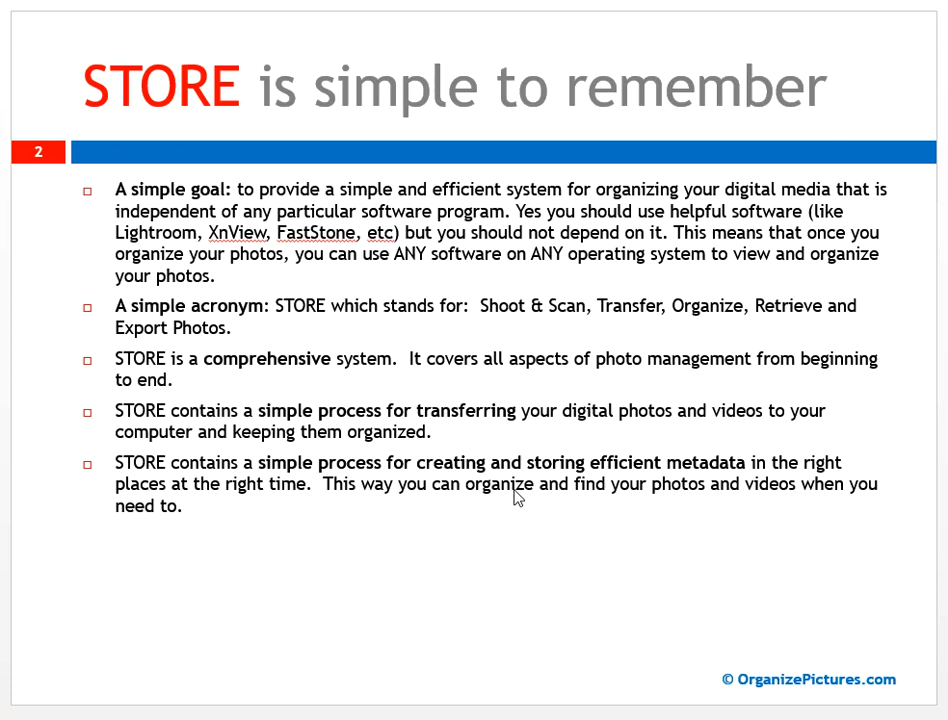 STORE is simple to remember
2
A simple goal: to provide a simple and efficient system for organizing your digital media that is
independent of any particular software program. Yes you should use helpful software (like
Lightroom, XnView, FastStone, etc) but you should not depend on it. This means that once you
organize your photos, you can use ANY software on ANY operating system to view and organize
your photos.
A simple acronym: STORE which stands for:  Shoot & Scan, Transfer, Organize, Retrieve and
Export Photos.
STORE is a comprehensive system.  It covers all aspects of photo management from beginning
to end.
STORE contains a simple process for transferring your digital photos and videos to your
computer and keeping them organized.
STORE contains a simple process for creating and storing efficient metadata in the right
places at the right time.  This way you can organize and find your photos and videos when you
need to.
© OrganizePictures.com